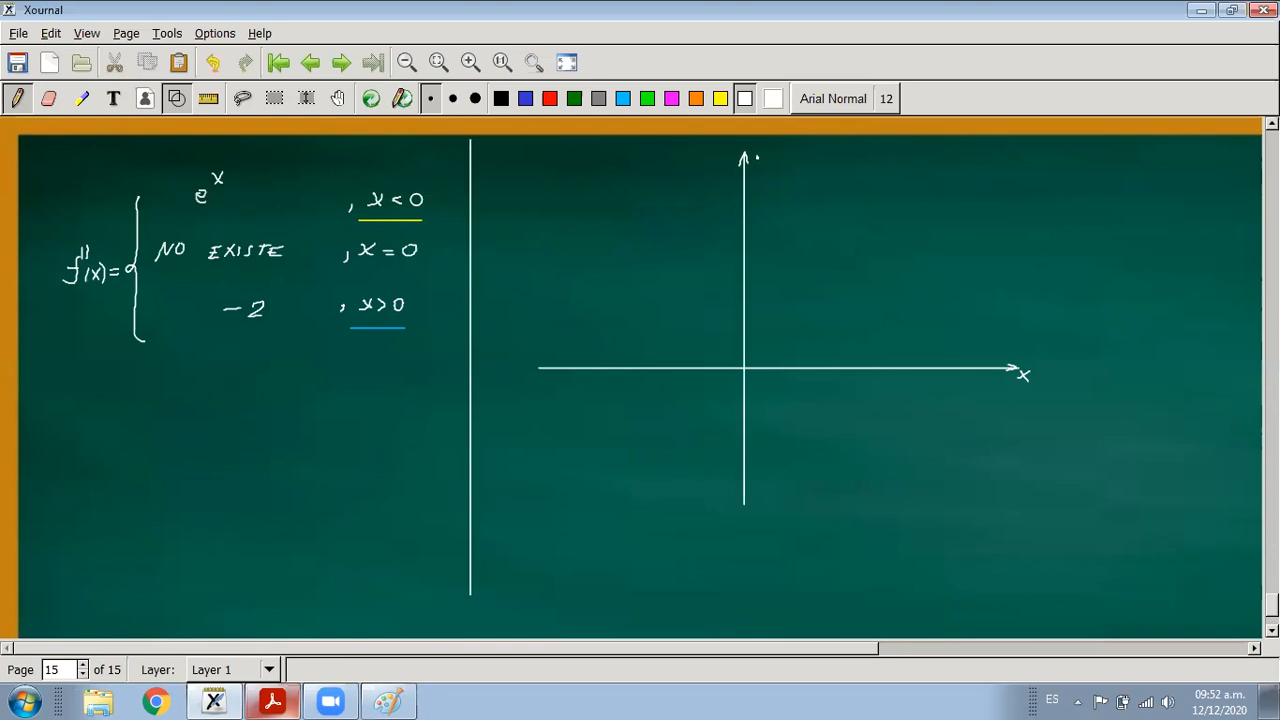 Xournal
File Edit View Page Tools Options Help
Arial Normal 12
e^x , x < 0
f''(x) = { NO EXISTE , x = 0
- 2 , x > 0
x
Page 15 of 15 Layer: Layer 1
ES 09:52 a.m.
12/12/2020